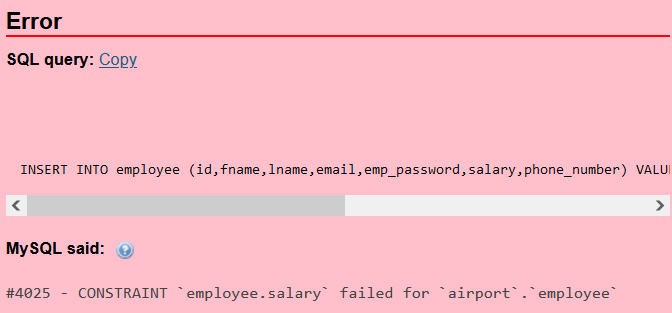 Error
SQL query: Copy
INSERT INTO employee (id,fname,lname,email,emp_password,salary,phone_number) VALU
MySQL said:
#4025 - CONSTRAINT `employee.salary` failed for `airport`.`employee`